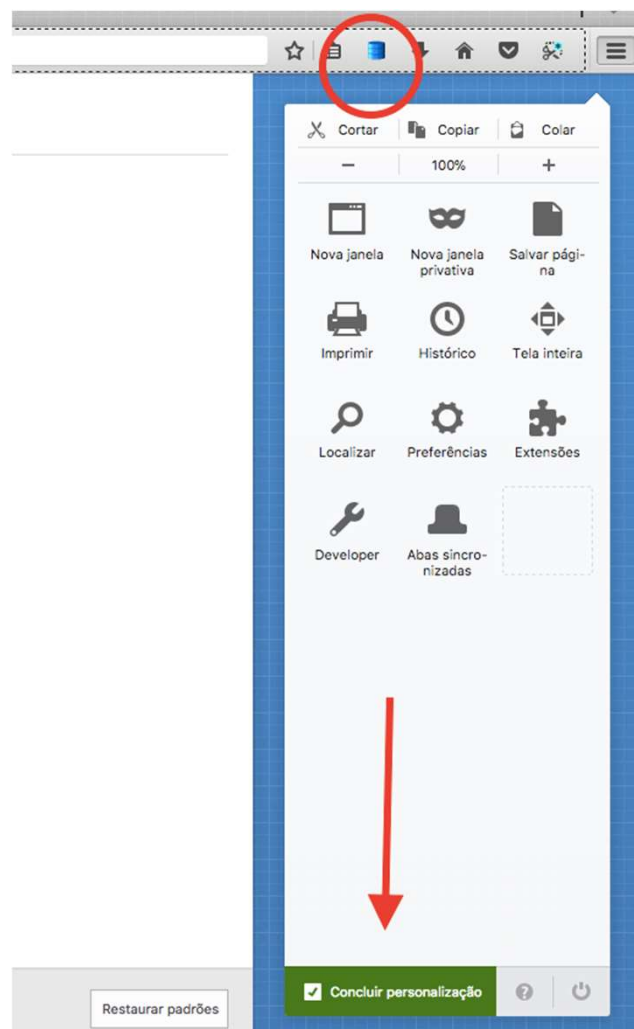 Cortar
Copiar
Colar
100%
Nova janela
Nova janela
privativa
Salvar pági-
na
Imprimir
Histórico
Tela inteira
Localizar
Preferências
Extensões
Developer
Abas sincro-
nizadas
Concluir personalização
Restaurar padrões